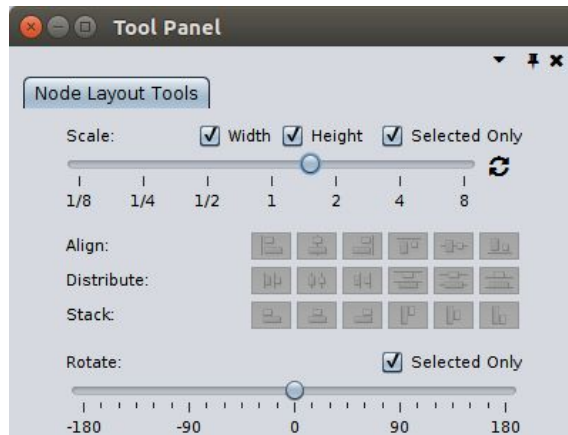 Tool Panel
Node Layout Tools
Scale: Width Height Selected Only
1/8 1/4 1/2 1 2 4 8
Align:
Distribute:
Stack:
Rotate: Selected Only
-180 -90 0 90 180